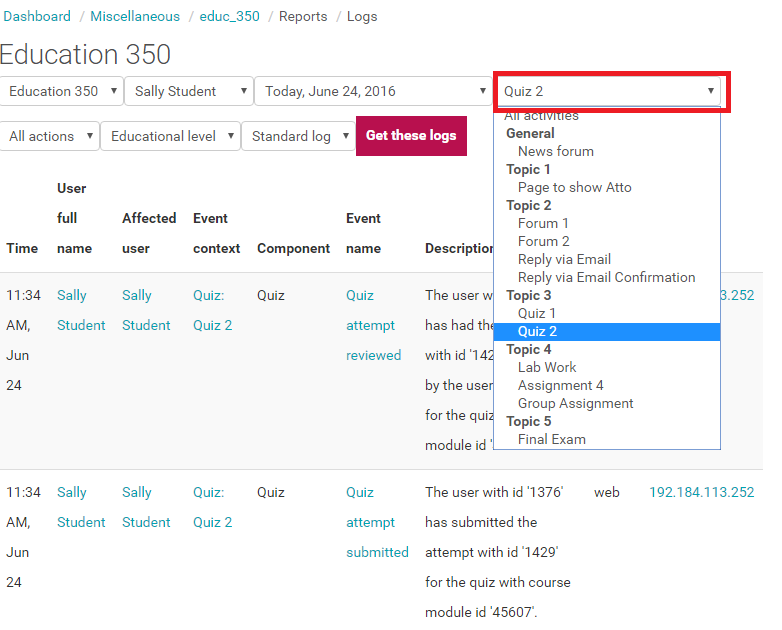 Dashboard / Miscellaneous / educ_350 / Reports / Logs
Education 350
Education 350 Sally Student Today, June 24, 2016 Quiz 2
All actions Educational level Standard log Get these logs
All activities
General
News forum
Topic 1
Page to show Atto
Topic 2
Forum 1
Forum 2
Reply via Email
Reply via Email Confirmation
Topic 3
Quiz 1
Quiz 2
Topic 4
Lab Work
Assignment 4
Group Assignment
Topic 5
Final Exam
User
full Affected Event Event
Time name user context Component name Description
11:34 Sally Sally Quiz: Quiz Quiz The user w 3.252
AM, Student Student Quiz 2 attempt has had the
Jun reviewed with id '142
24 by the user
for the quiz
module id '
11:34 Sally Sally Quiz: Quiz Quiz The user with id '1376' web 192.184.113.252
AM, Student Student Quiz 2 attempt has submitted the
Jun submitted attempt with id '1429'
24 for the quiz with course
module id '45607'.